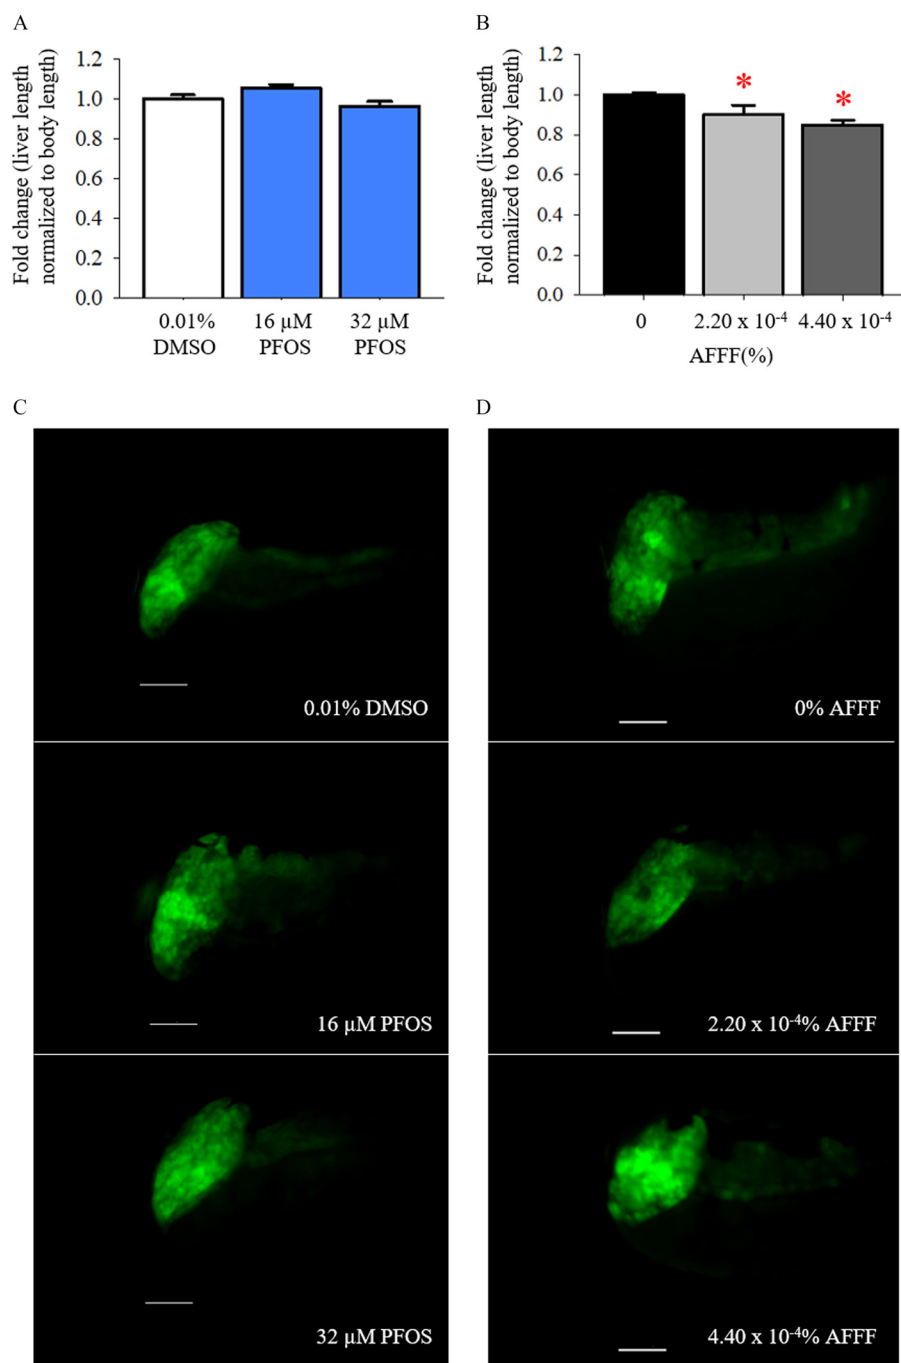 A
Fold change (liver length
normalized to body length)
1.2
1.0
0.8
0.6
0.4
0.2
0.0
0.01%
DMSO
16 µM
PFOS
32 µM
PFOS
B
Fold change (liver length
normalized to body length)
1.2
1.0
0.8
0.6
0.4
0.2
0.0
*
*
0
2.20 x 10⁻⁴
4.40 x 10⁻⁴
AFFF(%)
C
0.01% DMSO
16 µM PFOS
32 µM PFOS
D
0% AFFF
2.20 x 10⁻⁴% AFFF
4.40 x 10⁻⁴% AFFF